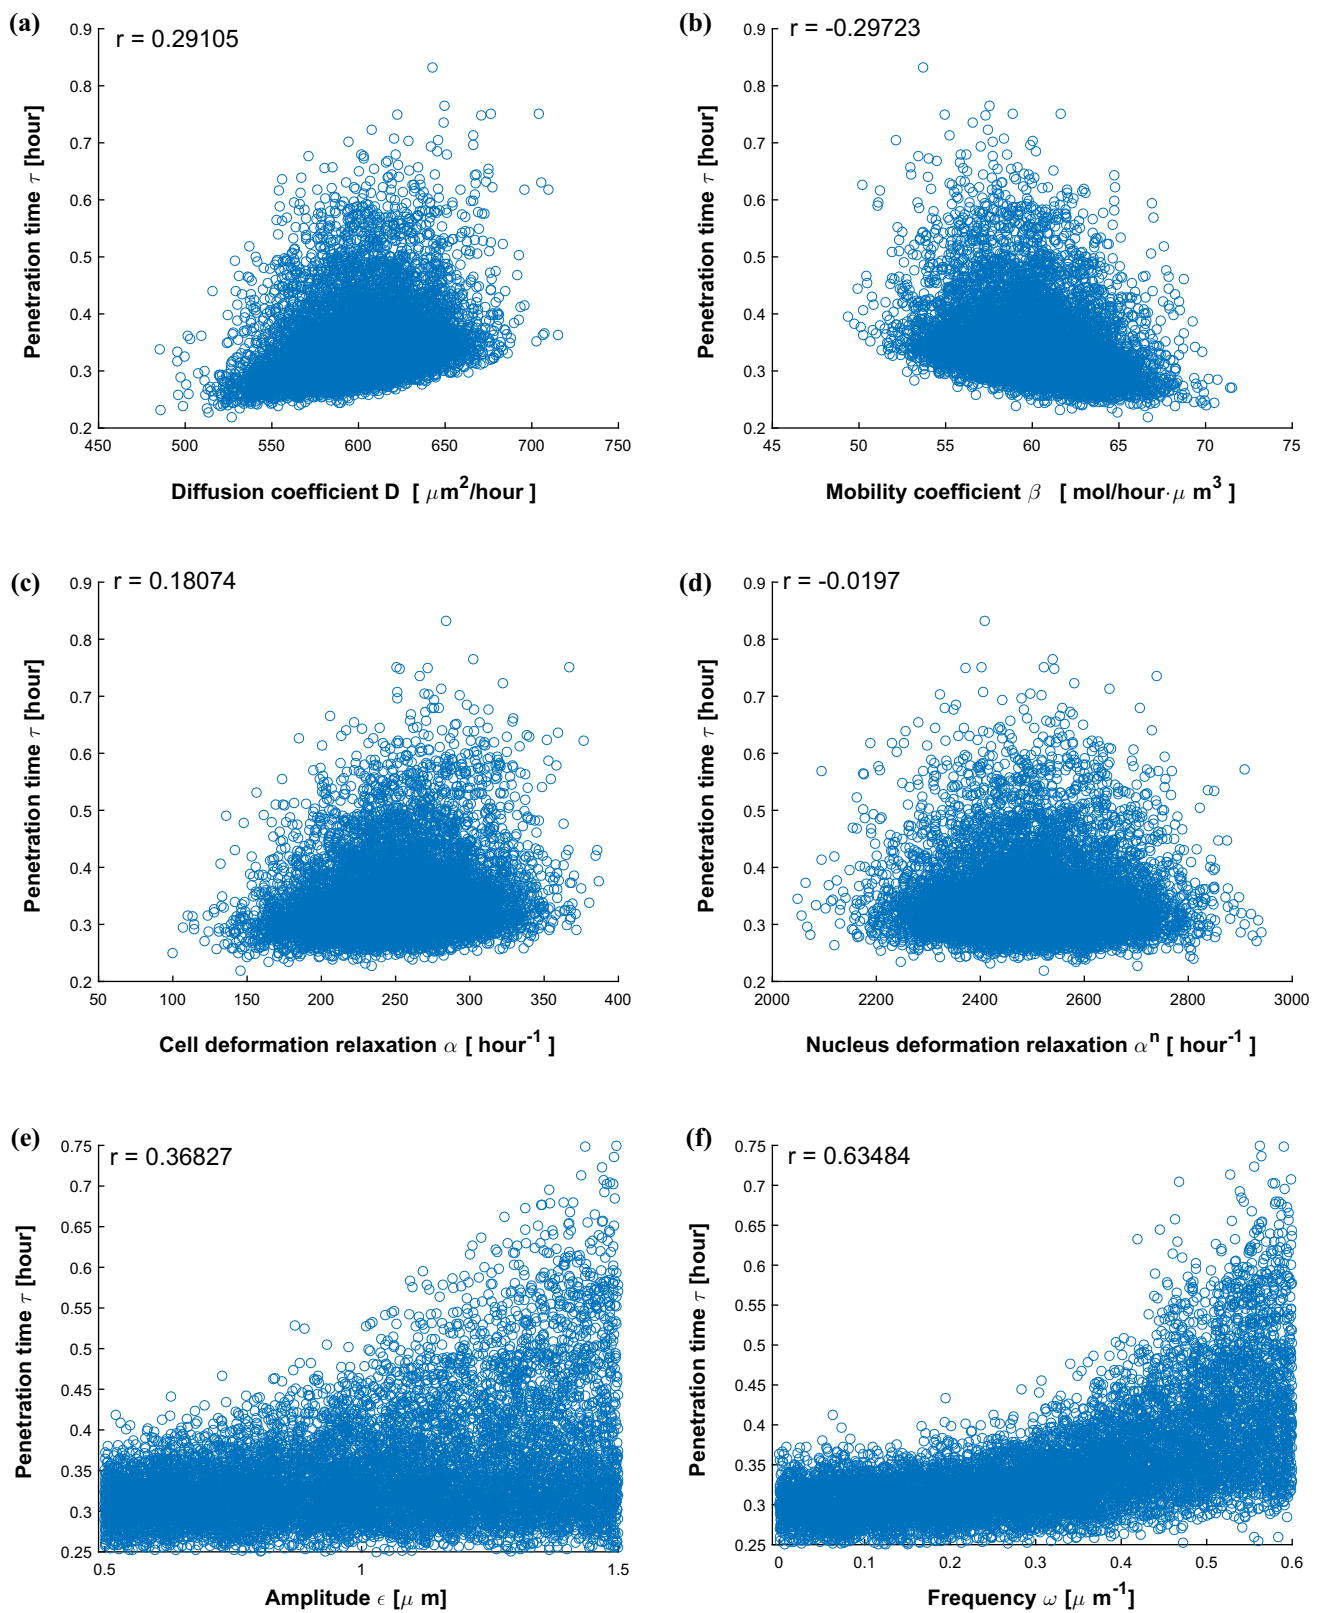 (a)
r = 0.29105
0.9
0.8
0.7
0.6
0.5
0.4
0.3
0.2
450 500 550 600 650 700 750
Penetration time τ [hour]
Diffusion coefficient D [ μm²/hour ]
(b)
r = -0.29723
0.9
0.8
0.7
0.6
0.5
0.4
0.3
0.2
45 50 55 60 65 70 75
Penetration time τ [hour]
Mobility coefficient β [ mol/hour·μ m³ ]
(c)
r = 0.18074
0.9
0.8
0.7
0.6
0.5
0.4
0.3
0.2
50 100 150 200 250 300 350 400
Penetration time τ [hour]
Cell deformation relaxation α [ hour⁻¹ ]
(d)
r = -0.0197
0.9
0.8
0.7
0.6
0.5
0.4
0.3
0.2
2000 2200 2400 2600 2800 3000
Penetration time τ [hour]
Nucleus deformation relaxation αⁿ [ hour⁻¹ ]
(e)
r = 0.36827
0.75
0.7
0.65
0.6
0.55
0.5
0.45
0.4
0.35
0.3
0.25
0.5 1 1.5
Penetration time τ [hour]
Amplitude ϵ [μ m]
(f)
r = 0.63484
0.75
0.7
0.65
0.6
0.55
0.5
0.45
0.4
0.35
0.3
0.25
0 0.1 0.2 0.3 0.4 0.5 0.6
Penetration time τ [hour]
Frequency ω [μ m⁻¹]